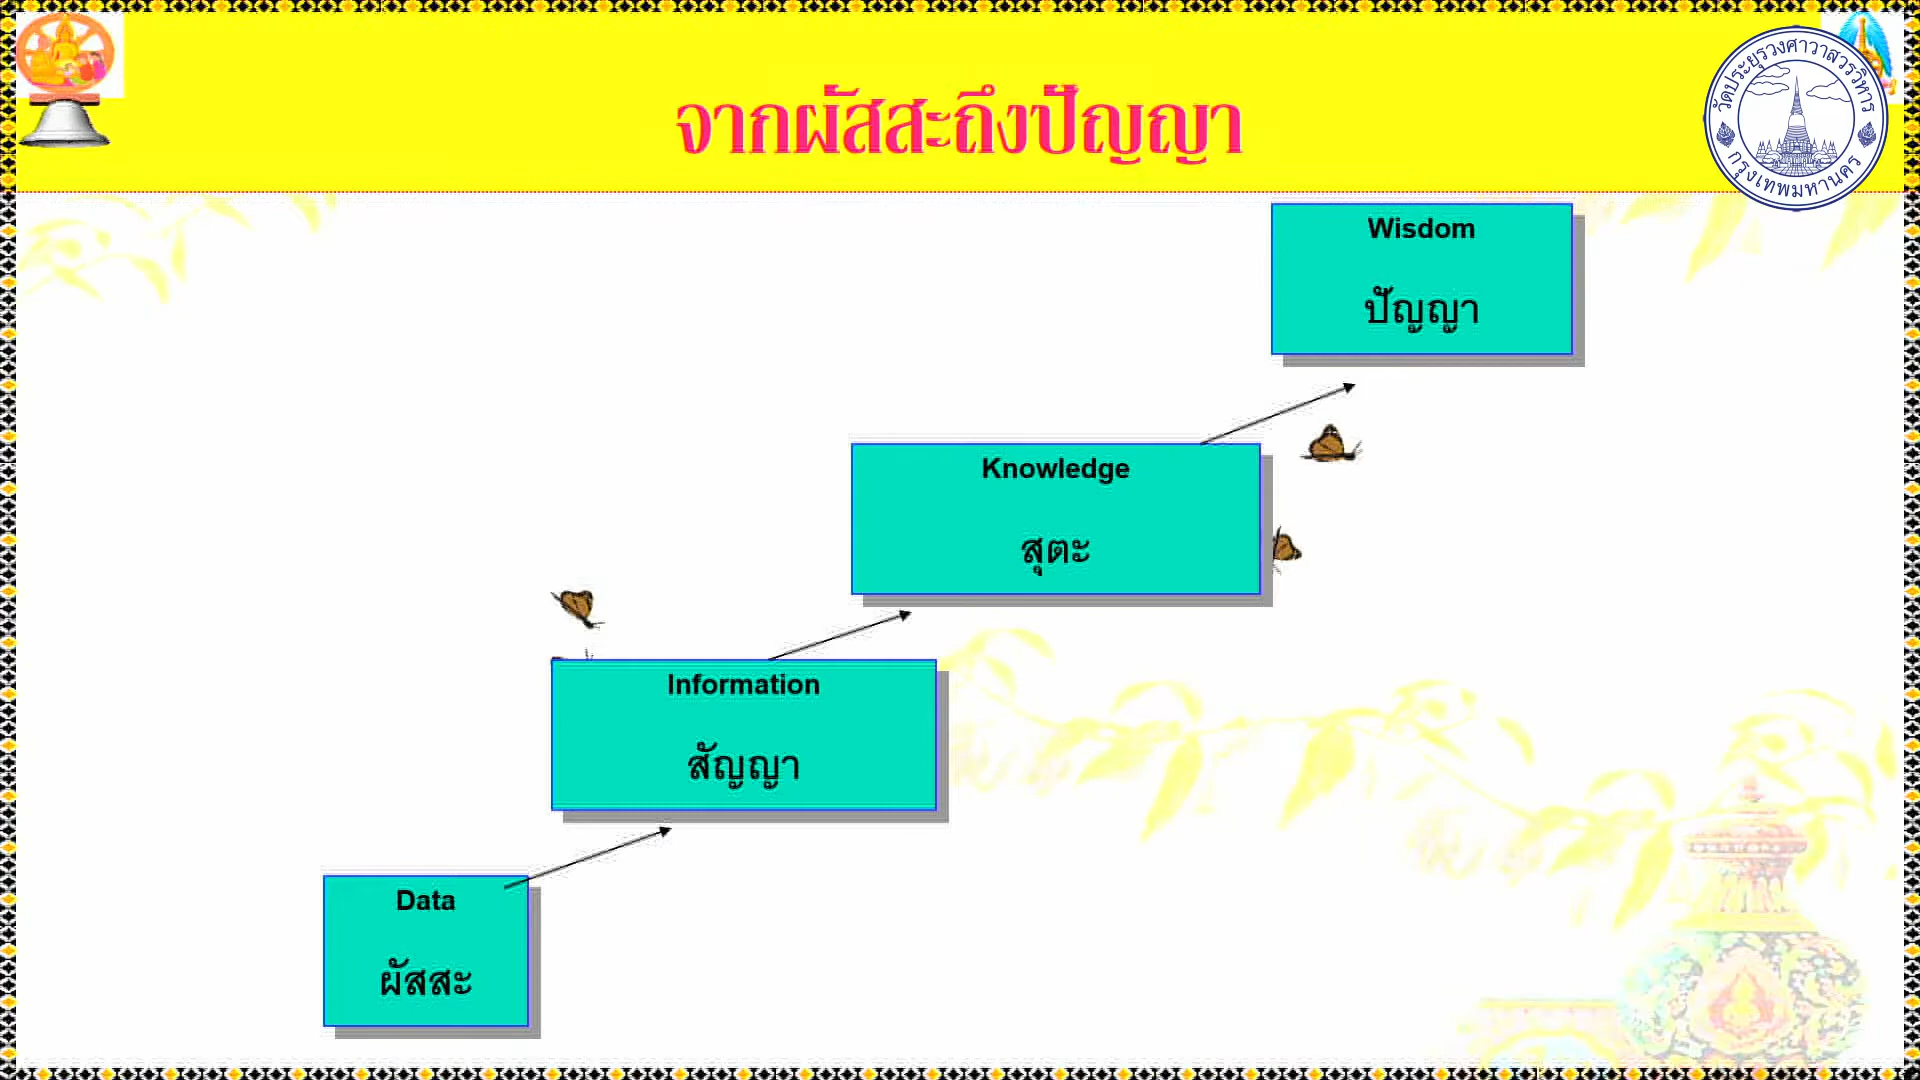 จากผัสสะถึงปัญญา
วัดประยุรวงศาวาสวรวิหาร
กรุงเทพมหานคร
Wisdom
ปัญญา
Knowledge
สุตะ
Information
สัญญา
Data
ผัสสะ